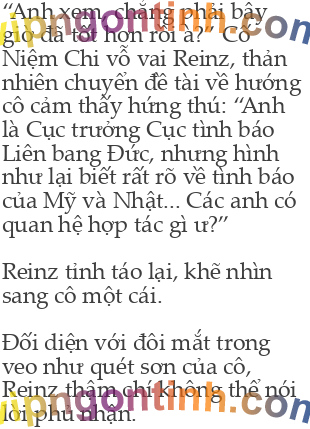 “Anh xem, chẳng phải bây
giờ đã tốt hơn rồi à?” Cố
Niệm Chi vỗ vai Reinz, thản
nhiên chuyển đề tài về hướng
cô cảm thấy hứng thú: “Anh
là Cục trưởng Cục tình báo
Liên bang Đức, nhưng hình
như lại biết rất rõ về tình báo
của Mỹ và Nhật... Các anh có
quan hệ hợp tác gì ư?”
Reinz tỉnh táo lại, khẽ nhìn
sang cô một cái.
Đối diện với đôi mắt trong
veo như quét sơn của cô,
Reinz thậm chí không thể nói
lời phủ nhận.
vipngontinh.com
vipngontinh.com